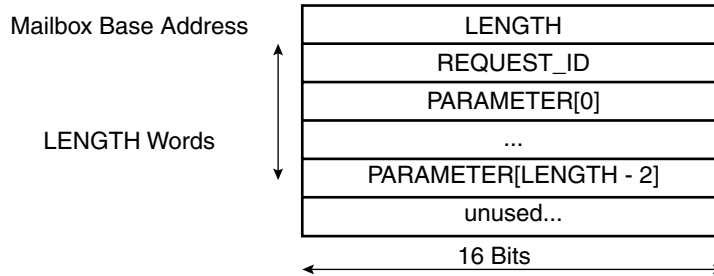 Mailbox Base Address
LENGTH
REQUEST_ID
PARAMETER[0]
LENGTH Words
...
PARAMETER[LENGTH - 2]
unused...
16 Bits